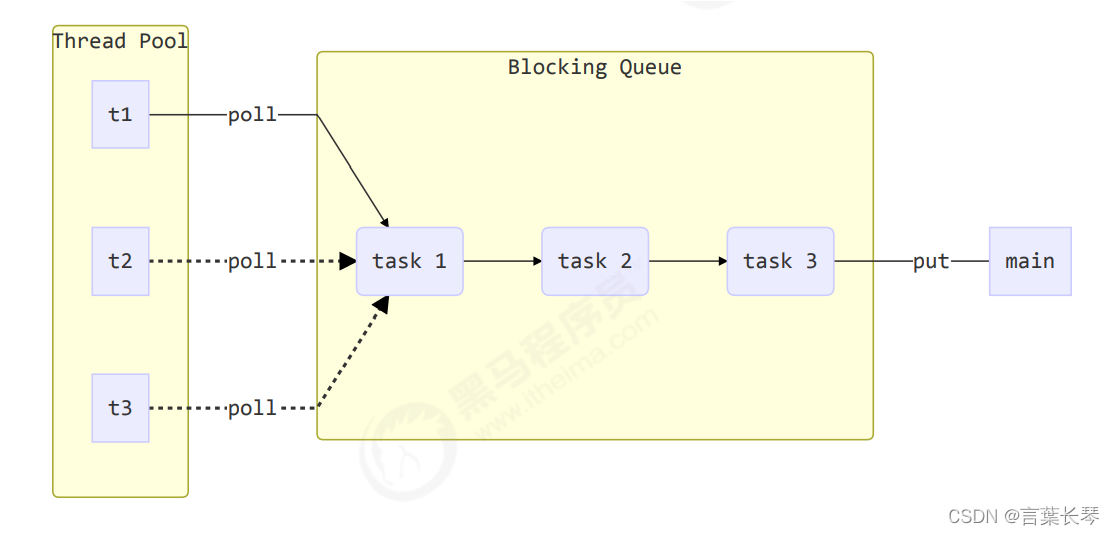 Thread Pool
Blocking Queue
t1
poll
t2
poll
task 1
task 2
task 3
put
main
t3
poll
黑马程序员
www.itheima.com
CSDN @言葉长琴